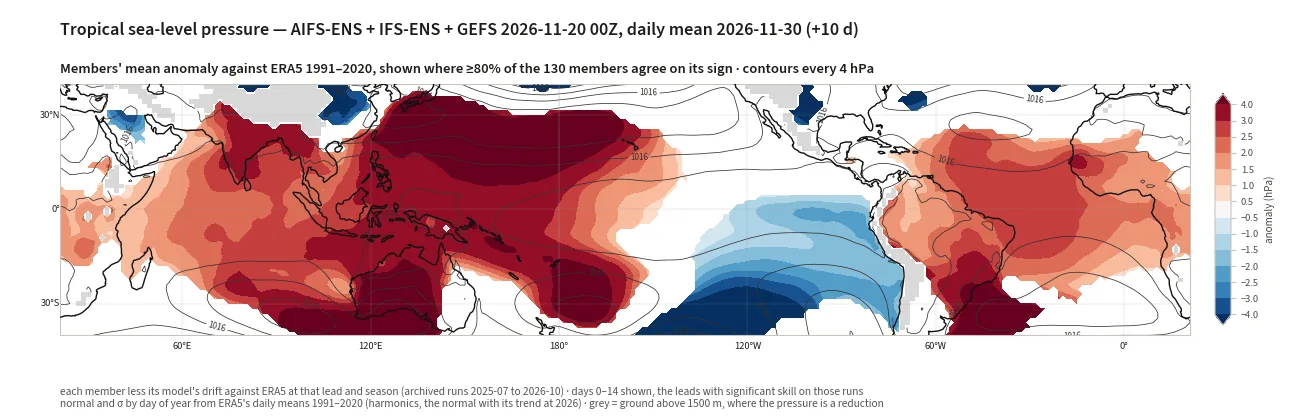 Tropical sea-level pressure — AIFS-ENS + IFS-ENS + GEFS 2026-11-20 00Z, daily mean 2026-11-30 (+10 d)
Members' mean anomaly against ERA5 1991–2020, shown where ≥80% of the 130 members agree on its sign · contours every 4 hPa
30°N
0°
30°S
60°E
120°E
180°
120°W
60°W
0°
1016
1016
1016
1016
1016
4.0
3.0
2.5
2.0
1.5
1.0
0.5
−0.5
−1.0
−1.5
−2.0
−2.5
−3.0
−4.0
anomaly (hPa)
each member less its model's drift against ERA5 at that lead and season (archived runs 2025-07 to 2026-10) · days 0–14 shown, the leads with significant skill on those runs
normal and σ by day of year from ERA5's daily means 1991–2020 (harmonics, the normal with its trend at 2026) · grey = ground above 1500 m, where the pressure is a reduction